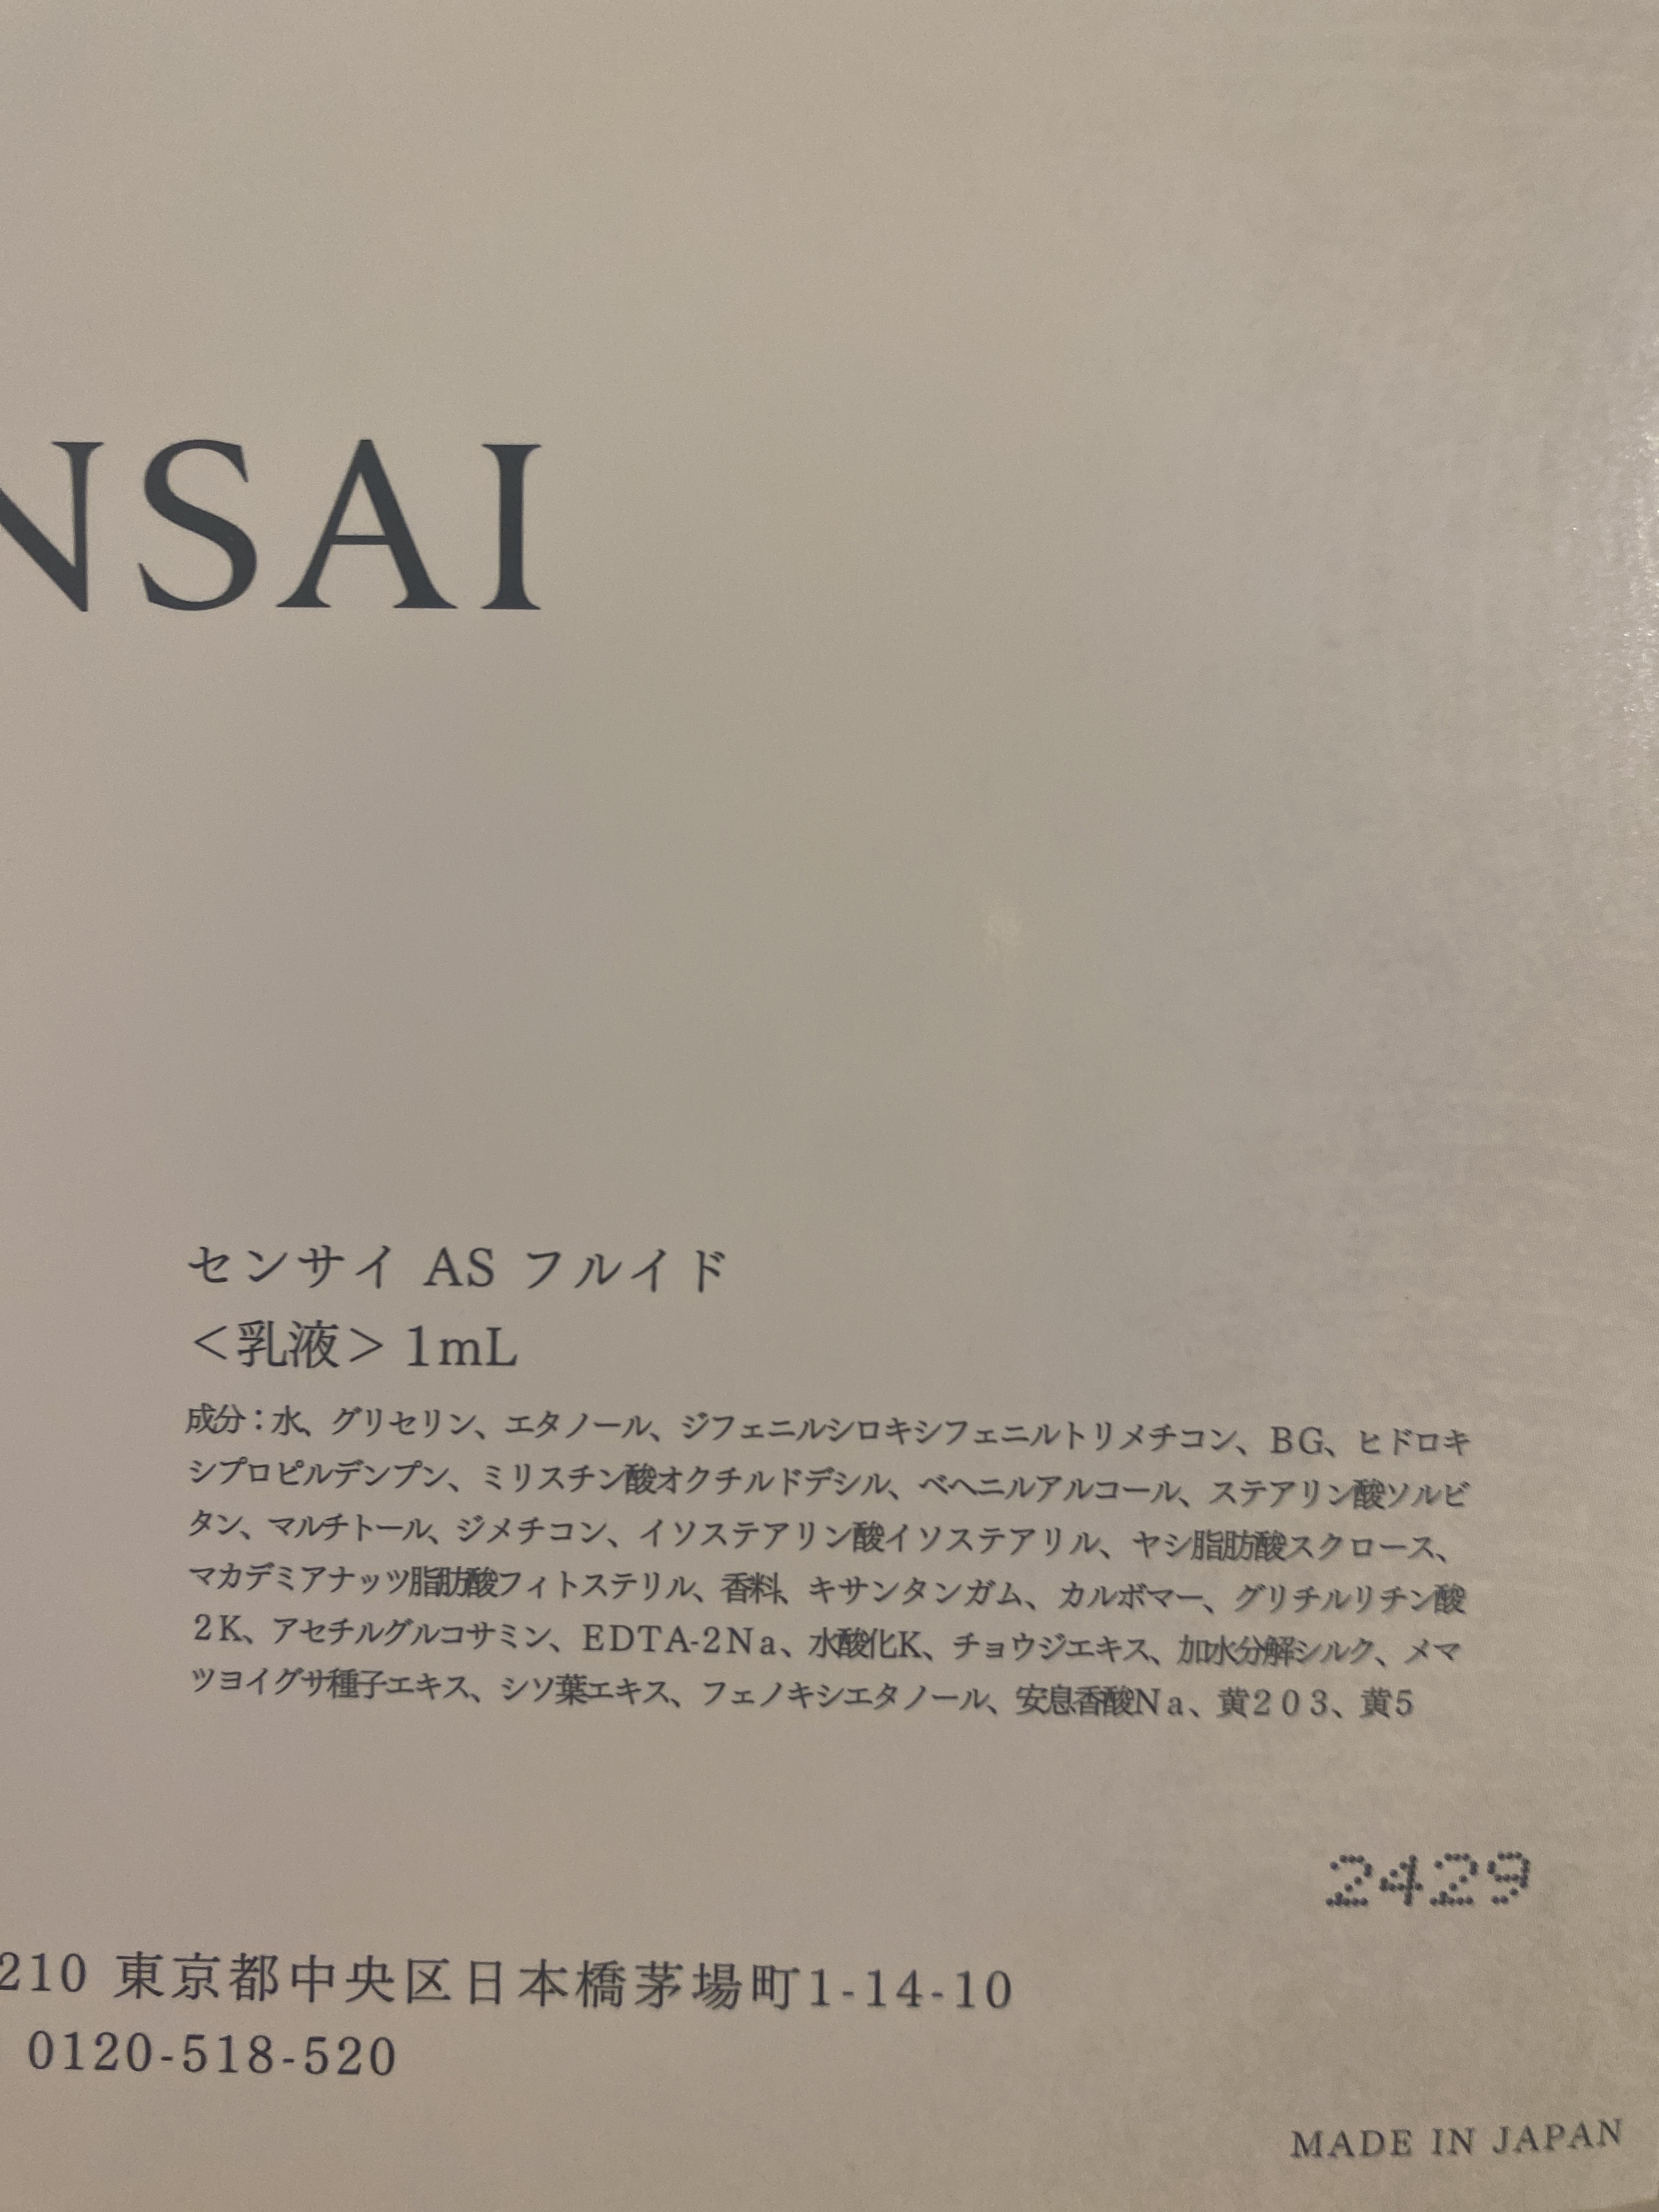 NSAI
センサイ AS フルイド
＜乳液＞ 1mL
成分：水、グリセリン、エタノール、ジフェニルシロキシフェニルトリメチコン、BG、ヒドロキ
シプロピルデンプン、ミリスチン酸オクチルドデシル、ベヘニルアルコール、ステアリン酸ソルビ
タン、マルチトール、ジメチコン、イソステアリン酸イソステアリル、ヤシ脂肪酸スクロース、
マカデミアナッツ脂肪酸フィトステリル、香料、キサンタンガム、カルボマー、グリチルリチン酸
2K、アセチルグルコサミン、EDTA-2Na、水酸化K、チョウジエキス、加水分解シルク、メマ
ツヨイグサ種子エキス、シソ葉エキス、フェノキシエタノール、安息香酸Na、黄203、黄5
2429
210 東京都中央区日本橋茅場町1-14-10
0120-518-520
MADE IN JAPAN